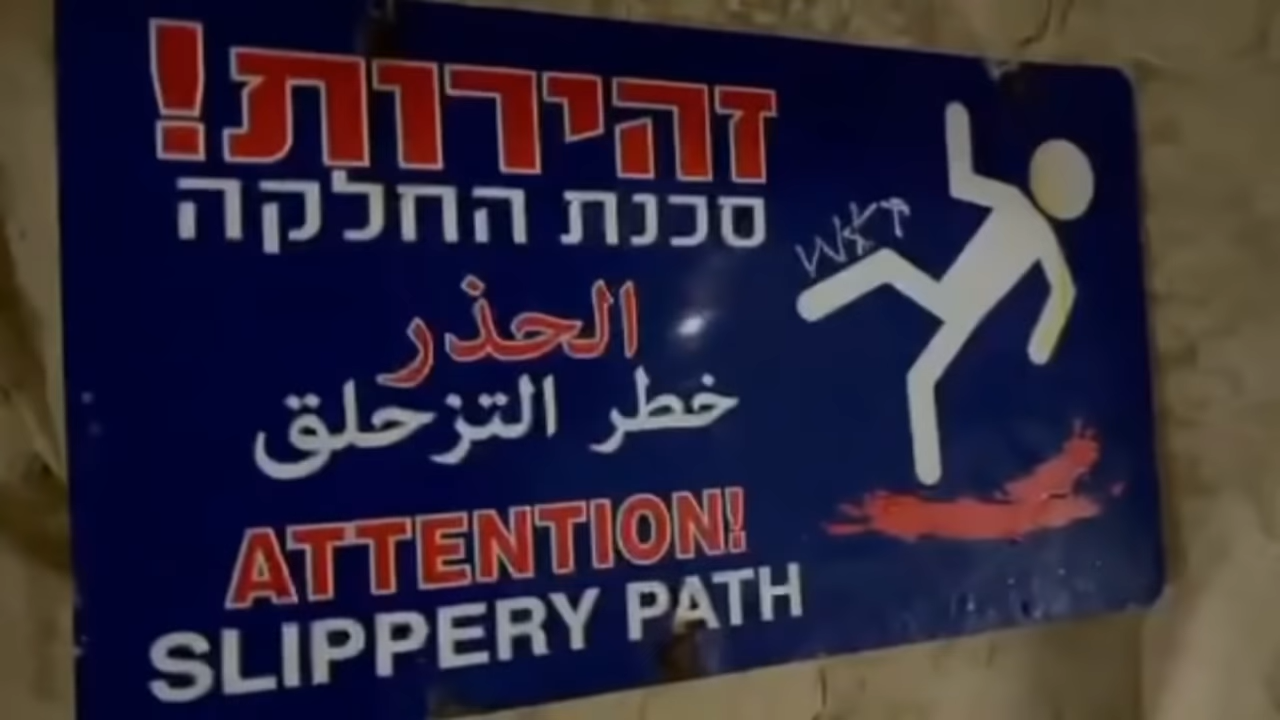 זהירות!
סכנת החלקה
الحذر
خطر التزحلق
ATTENTION!
SLIPPERY PATH